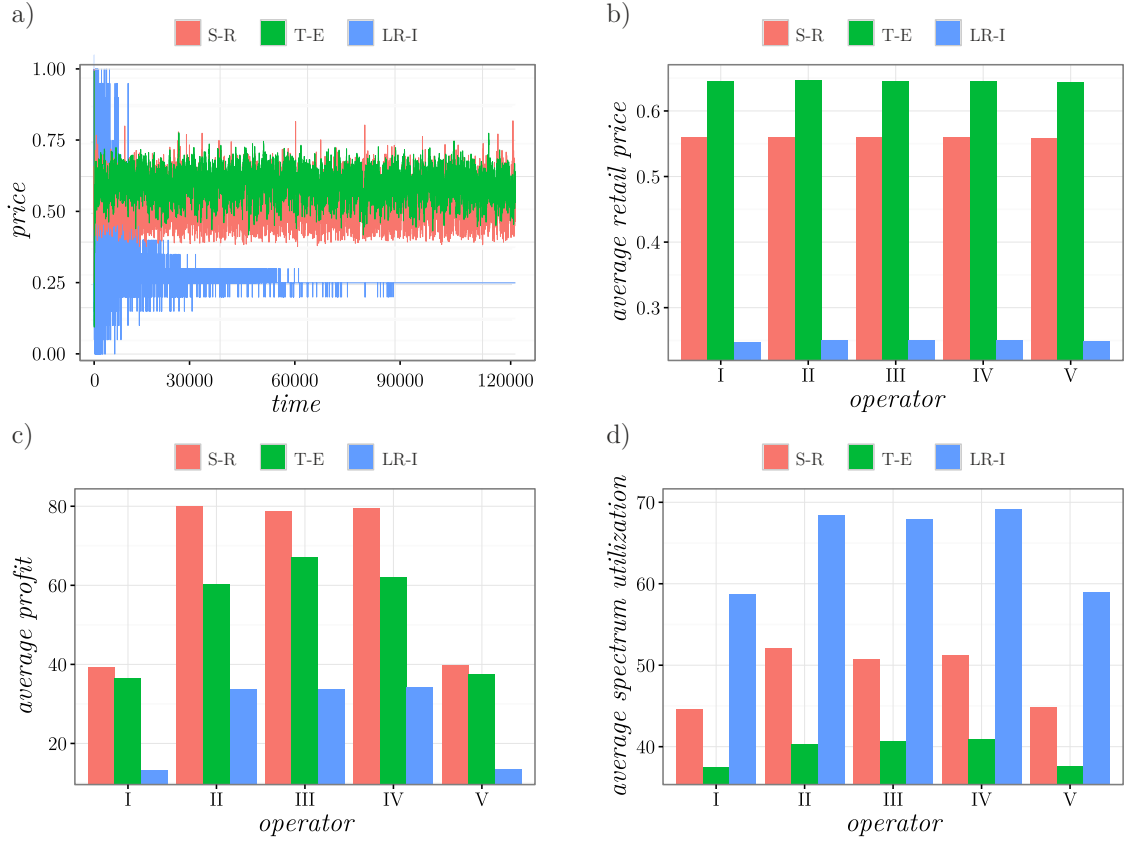 a)
S-R T-E LR-I
price
1.00
0.75
0.50
0.25
0.00
0 30000 60000 90000 120000
time
b)
S-R T-E LR-I
average retail price
0.6
0.5
0.4
0.3
I II III IV V
operator
c)
S-R T-E LR-I
average profit
80
60
40
20
I II III IV V
operator
d)
S-R T-E LR-I
average spectrum utilization
70
60
50
40
I II III IV V
operator